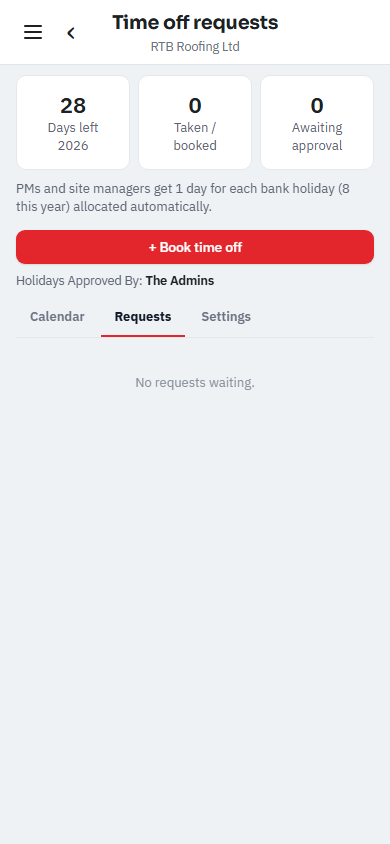 Time off requests
RTB Roofing Ltd
28
Days left
2026
0
Taken /
booked
0
Awaiting
approval
PMs and site managers get 1 day for each bank holiday (8
this year) allocated automatically.
+ Book time off
Holidays Approved By: The Admins
Calendar
Requests
Settings
No requests waiting.